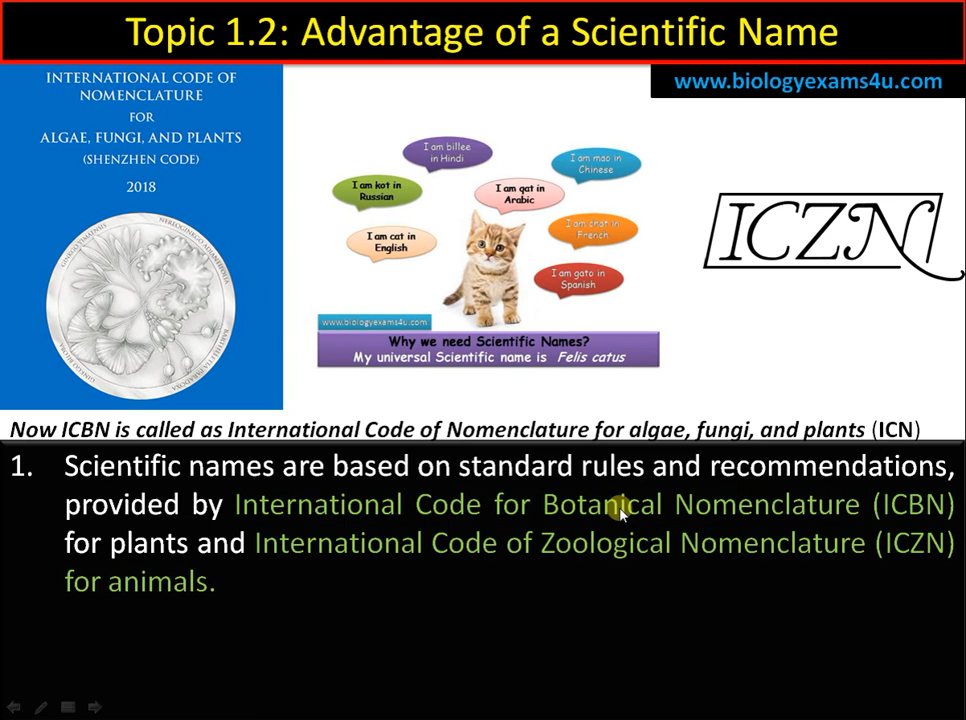 Topic 1.2: Advantage of a Scientific Name
www.biologyexams4u.com
INTERNATIONAL CODE OF
NOMENCLATURE
FOR
ALGAE, FUNGI, AND PLANTS
(SHENZHEN CODE)
2018
I am billee
in Hindi
I am mao in
Chinese
I am kot in
Russian
I am qat in
Arabic
I am cat in
English
I am chat in
French
I am gato in
Spanish
www.biologyexams4u.com
Why we need Scientific Names?
My universal Scientific name is Felis catus
ICZN
Now ICBN is called as International Code of Nomenclature for algae, fungi, and plants (ICN)
1. Scientific names are based on standard rules and recommendations,
provided by International Code for Botanical Nomenclature (ICBN)
for plants and International Code of Zoological Nomenclature (ICZN)
for animals.